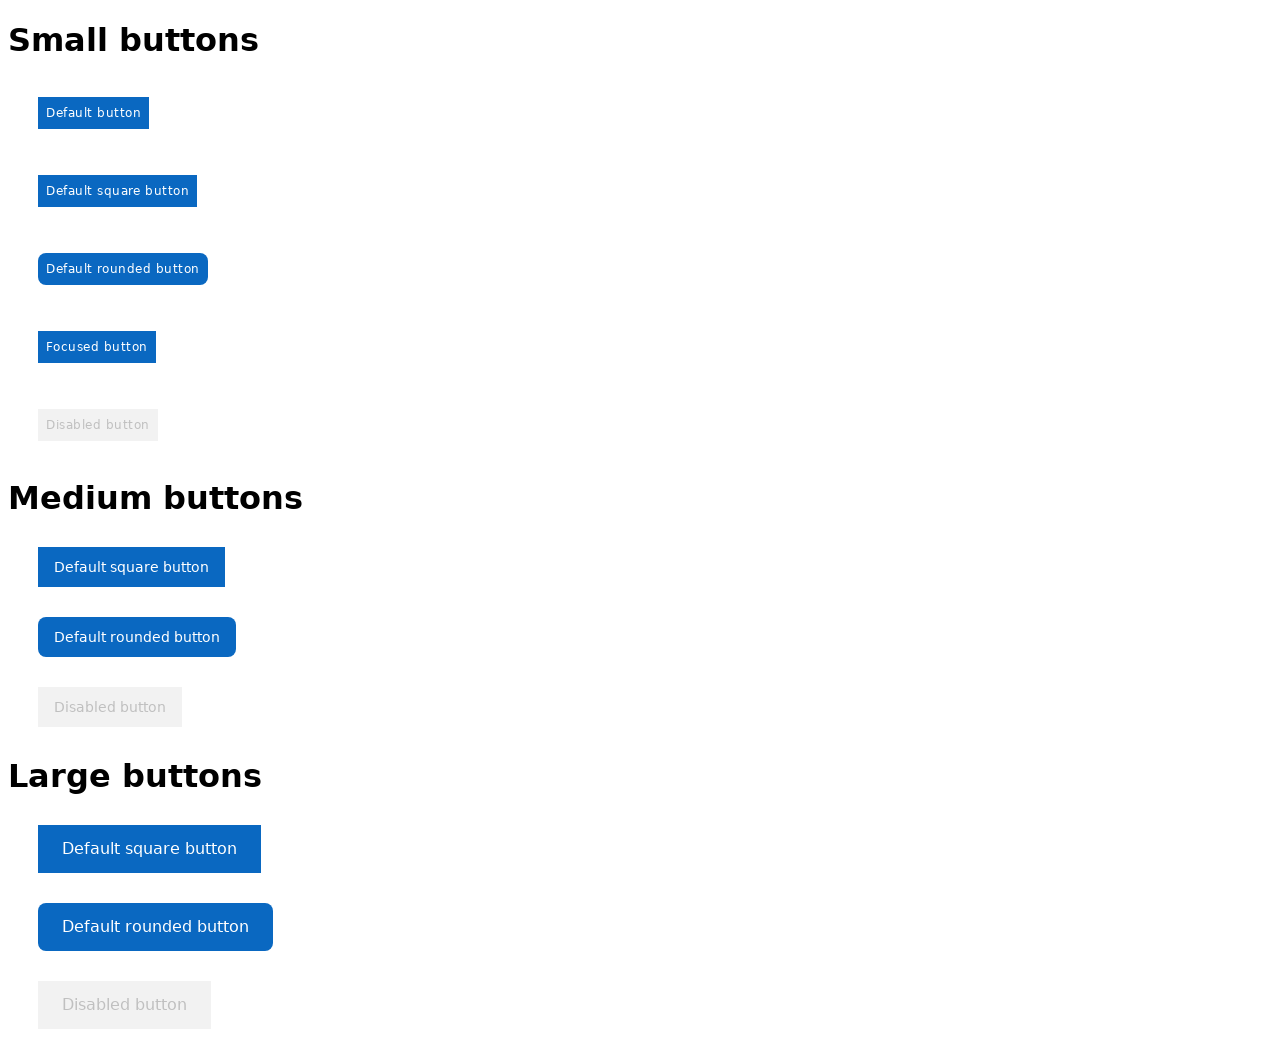 Small buttons
Default button
Default square button
Default rounded button
Focused button
Disabled button
Medium buttons
Default square button
Default rounded button
Disabled button
Large buttons
Default square button
Default rounded button
Disabled button